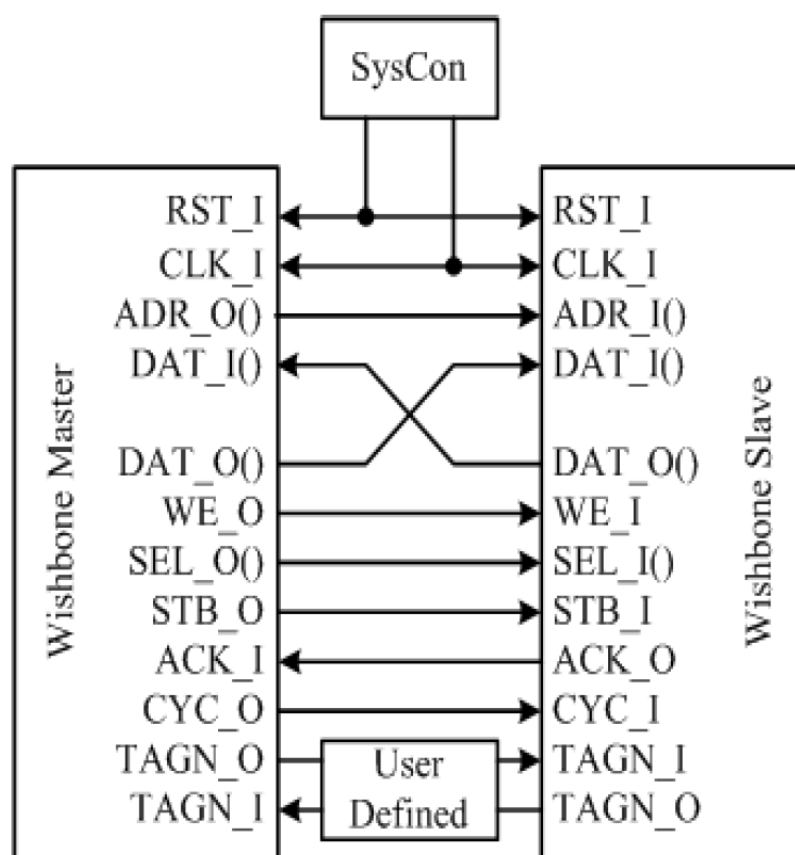 SysCon
Wishbone Master
RST_I
CLK_I
ADR_O()
DAT_I()
DAT_O()
WE_O
SEL_O()
STB_O
ACK_I
CYC_O
TAGN_O
TAGN_I
User
Defined
RST_I
CLK_I
ADR_I()
DAT_I()
DAT_O()
WE_I
SEL_I()
STB_I
ACK_O
CYC_I
TAGN_I
TAGN_O
Wishbone Slave